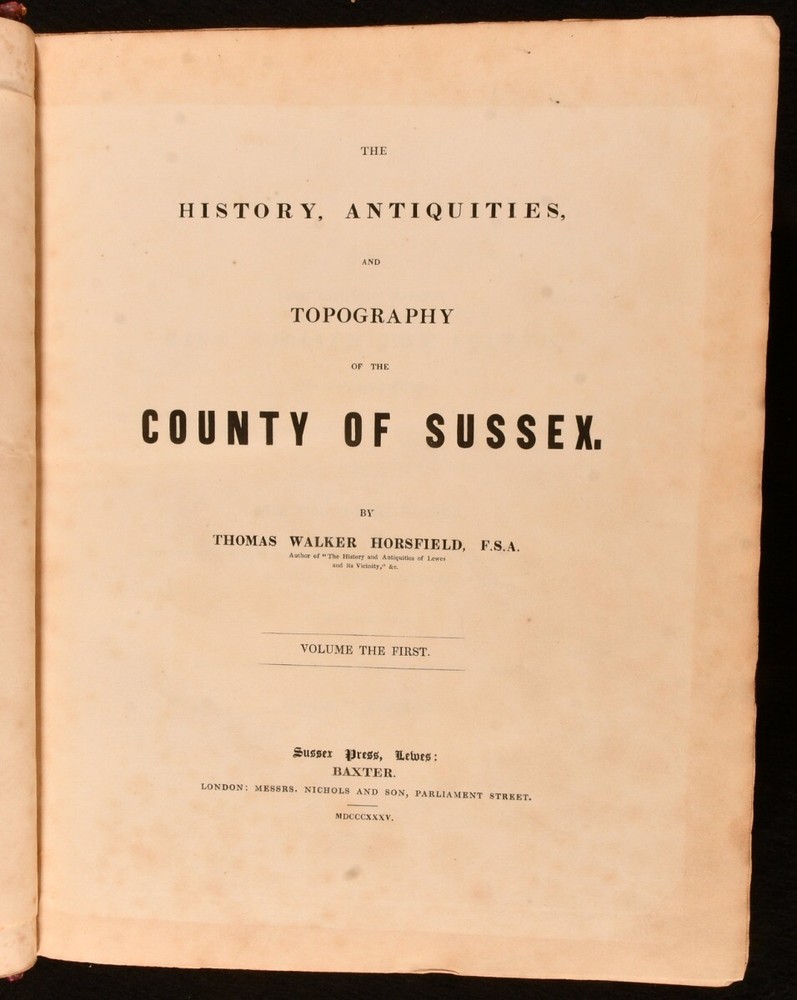 THE
HISTORY, ANTIQUITIES,
AND
TOPOGRAPHY
OF THE
COUNTY OF SUSSEX.
BY
THOMAS WALKER HORSFIELD, F.S.A.
Author of "The History and Antiquities of Lewes
and its Vicinity," &c.
VOLUME THE FIRST.
Sussex Press, Lewes:
BAXTER.
LONDON: MESSRS. NICHOLS AND SON, PARLIAMENT STREET.
MDCCCXXXV.